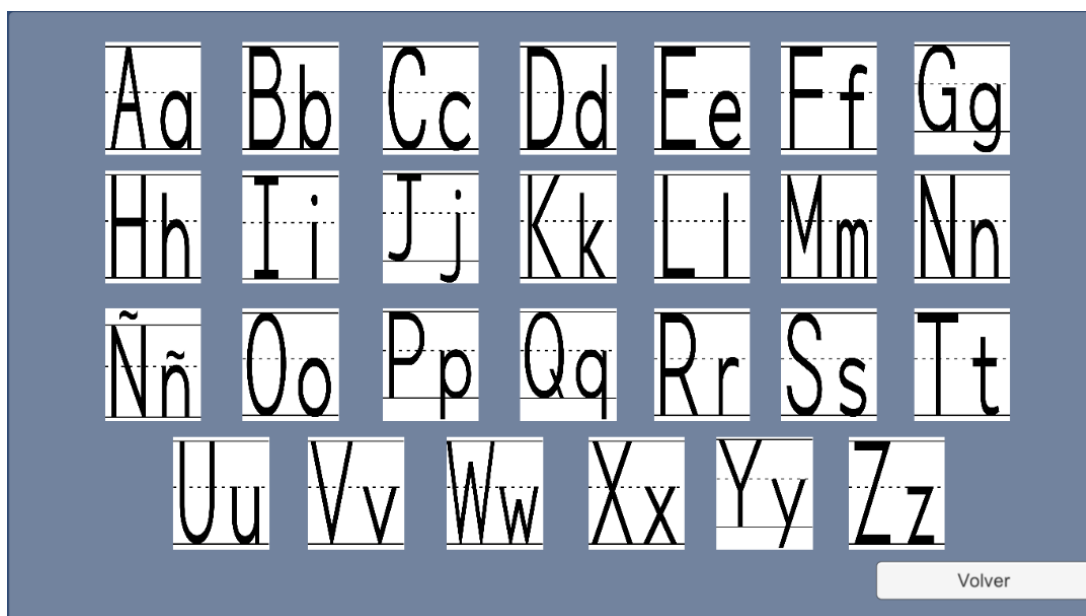 Aa Bb Cc Dd Ee Ff Gg
Hh Ii Jj Kk Ll Mm Nn
Ññ Oo Pp Qq Rr Ss Tt
Uu Vv Ww Xx Yy Zz
Volver